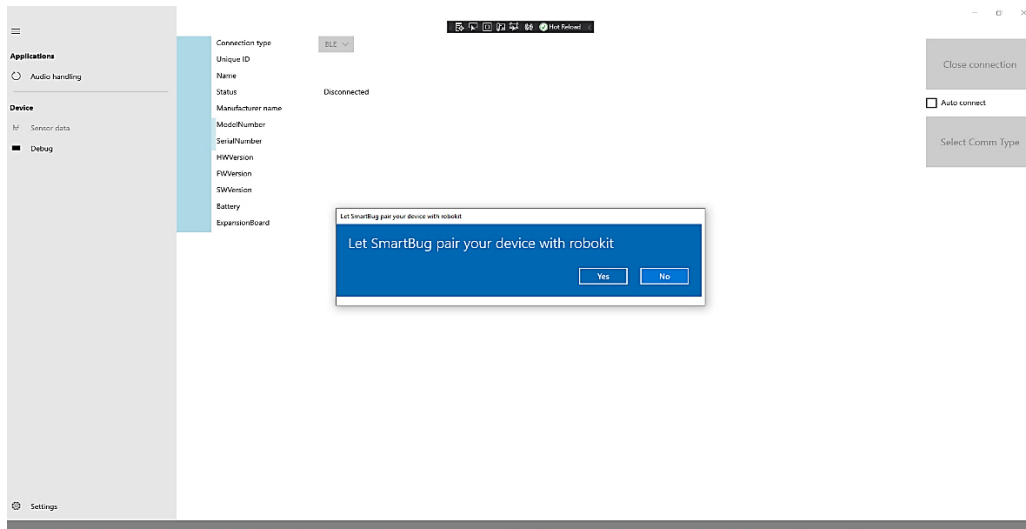 Hot Reload
Applications
Audio handling
Device
Sensor data
Debug
Settings
Connection type
BLE
Unique ID
Name
Status
Disconnected
Manufacturer name
ModelNumber
SerialNumber
HWVersion
FWVersion
SWVersion
Battery
ExpansionBoard
Close connection
Auto connect
Select Comm Type
Let SmartBug pair your device with robokit
Let SmartBug pair your device with robokit
Yes
No